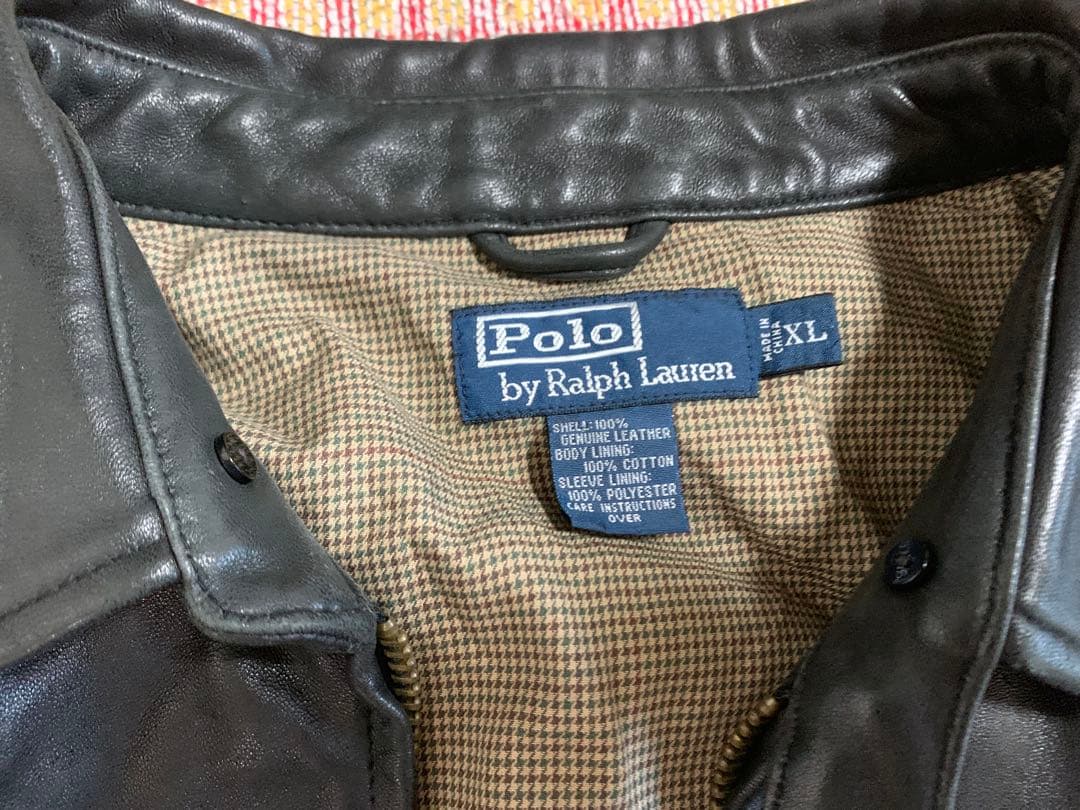 Polo
by Ralph Lauren
MADE IN
CHINA
XL
SHELL: 100%
GENUINE LEATHER
BODY LINING:
100% COTTON
SLEEVE LINING:
100% POLYESTER
CARE INSTRUCTIONS
OVER